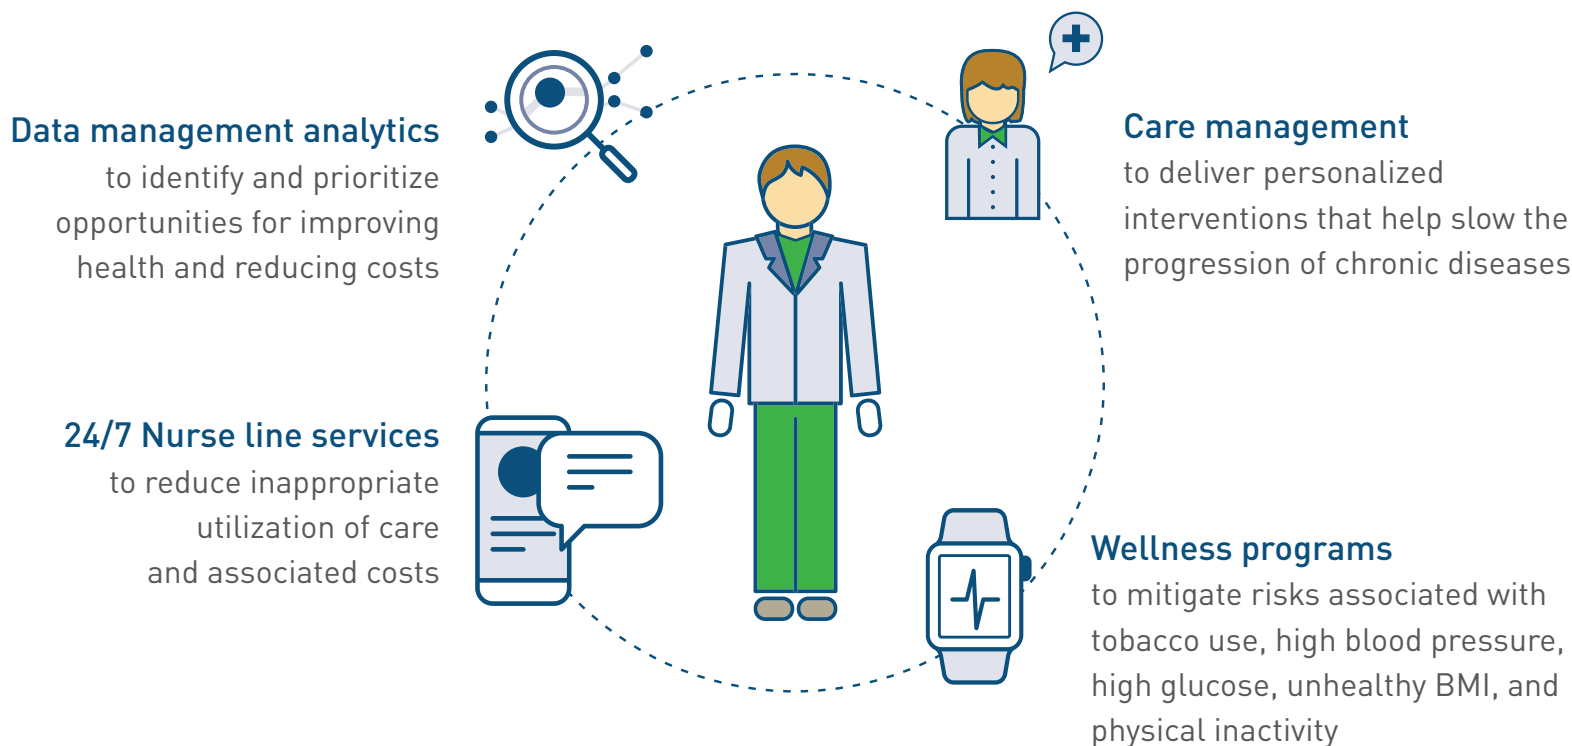 Data management analytics
to identify and prioritize
opportunities for improving
health and reducing costs
Care management
to deliver personalized
interventions that help slow the
progression of chronic diseases
24/7 Nurse line services
to reduce inappropriate
utilization of care
and associated costs
Wellness programs
to mitigate risks associated with
tobacco use, high blood pressure,
high glucose, unhealthy BMI, and
physical inactivity